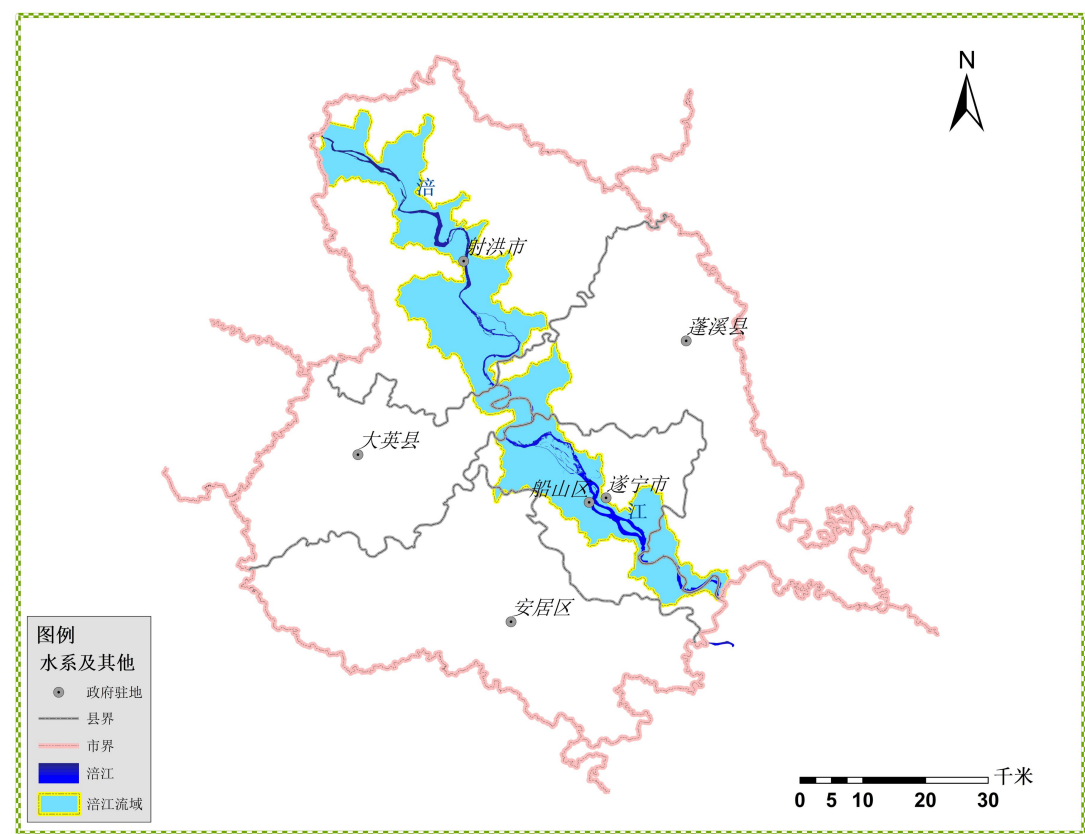 N
涪
射洪市
蓬溪县
大英县
船山区
遂宁市
江
安居区
图例
水系及其他
政府驻地
县界
市界
涪江
涪江流域
千米
0 5 10 20 30